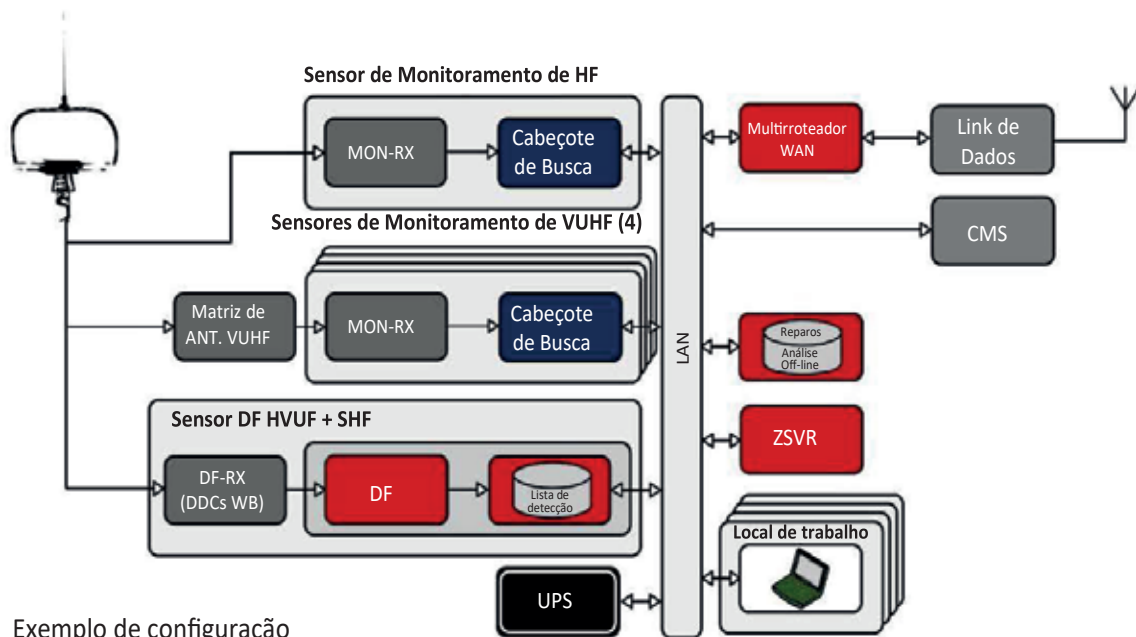 Sensor de Monitoramento de HF
MON-RX
Cabeçote
de Busca
Sensores de Monitoramento de VUHF (4)
Matriz de
ANT. VUHF
MON-RX
Cabeçote
de Busca
Sensor DF HVUF + SHF
DF-RX
(DDCs WB)
DF
Lista de
detecção
UPS
LAN
Multirroteador
WAN
Link de
Dados
CMS
Reparos
Análise
Off-line
ZSVR
Local de trabalho
Exemplo de configuração